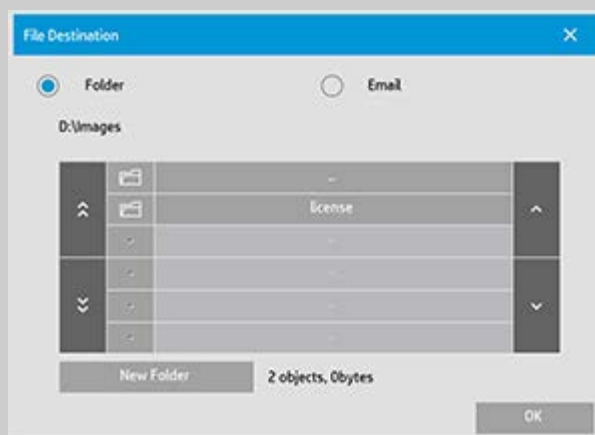 File Destination
Folder
Email
D:\Images
..
license
New Folder
2 objects, 0bytes
OK